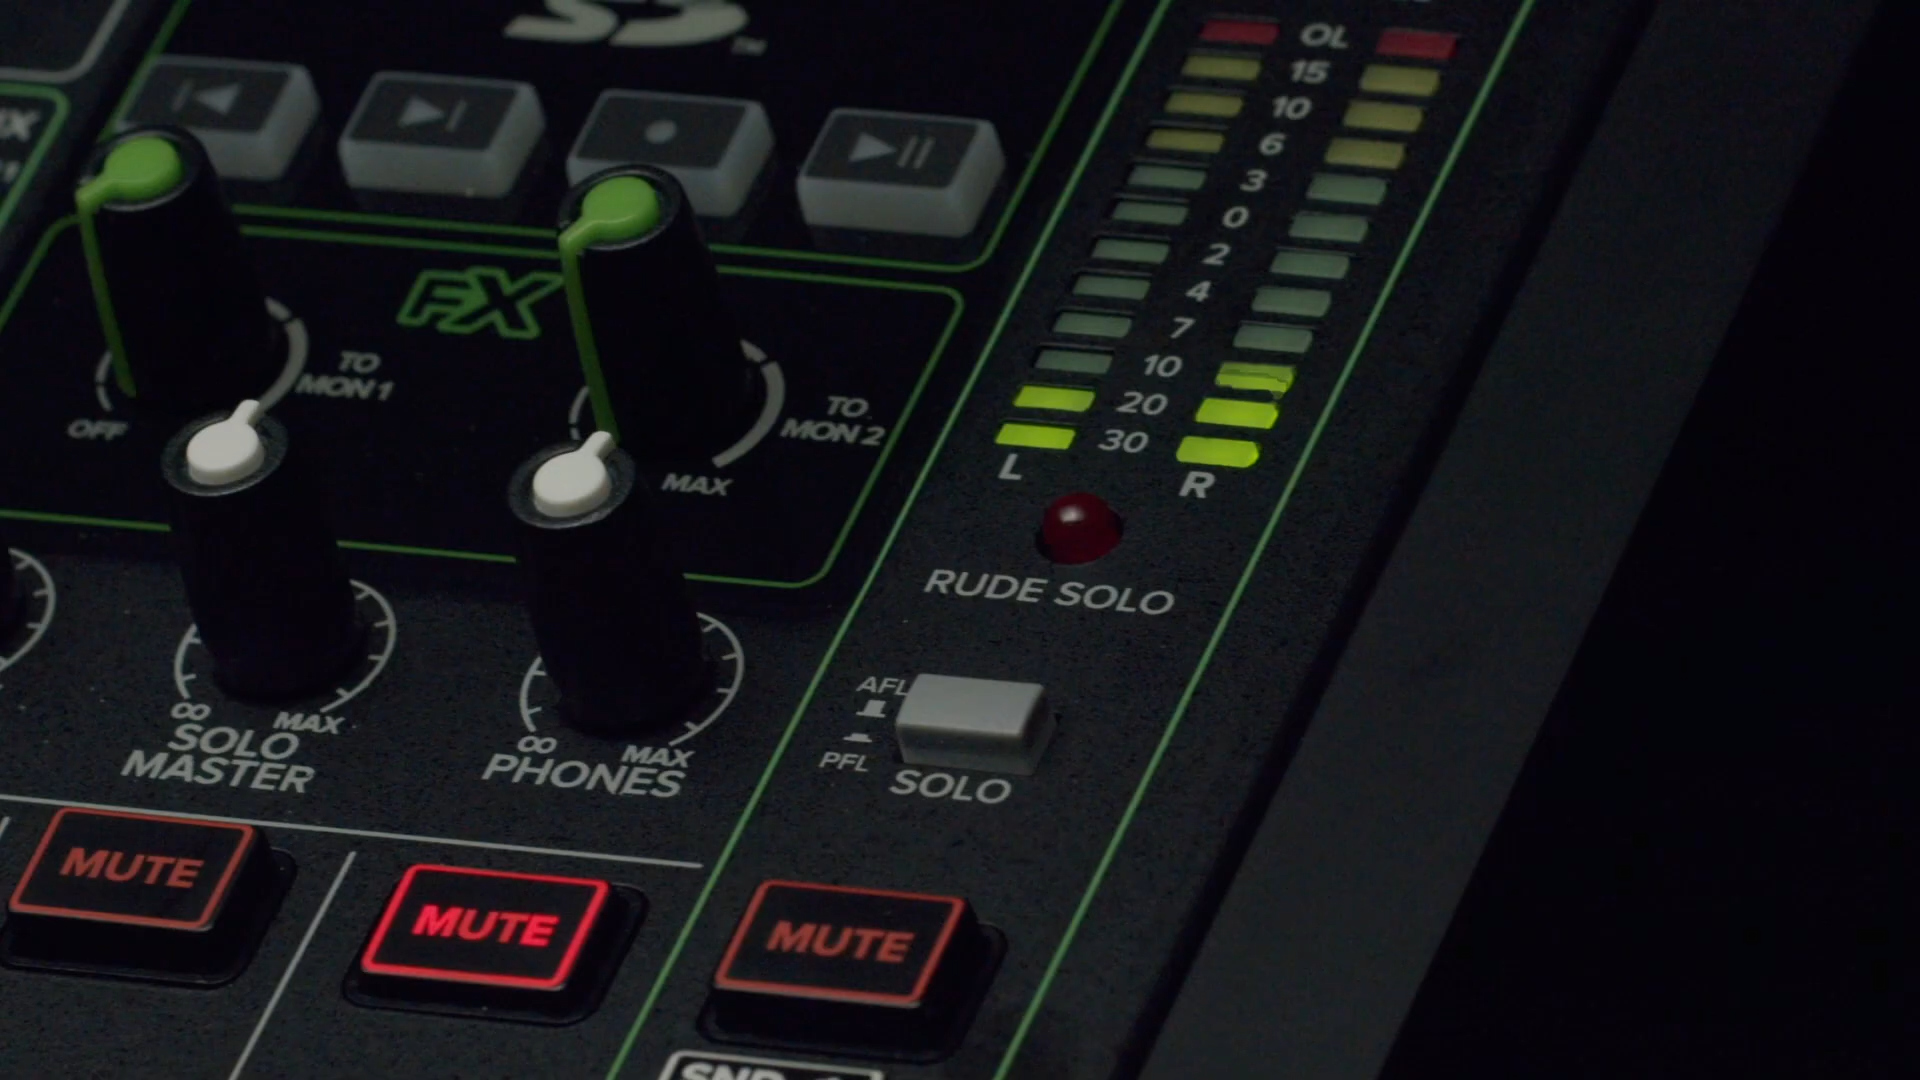 TM
OL
15
10
6
3
0
2
4
7
10
20
30
L R
FX
TO
MON 1
TO
MON 2
OFF
MAX
RUDE SOLO
∞ MAX
SOLO
MASTER
∞ MAX
PHONES
AFL
PFL
SOLO
MUTE
MUTE
MUTE